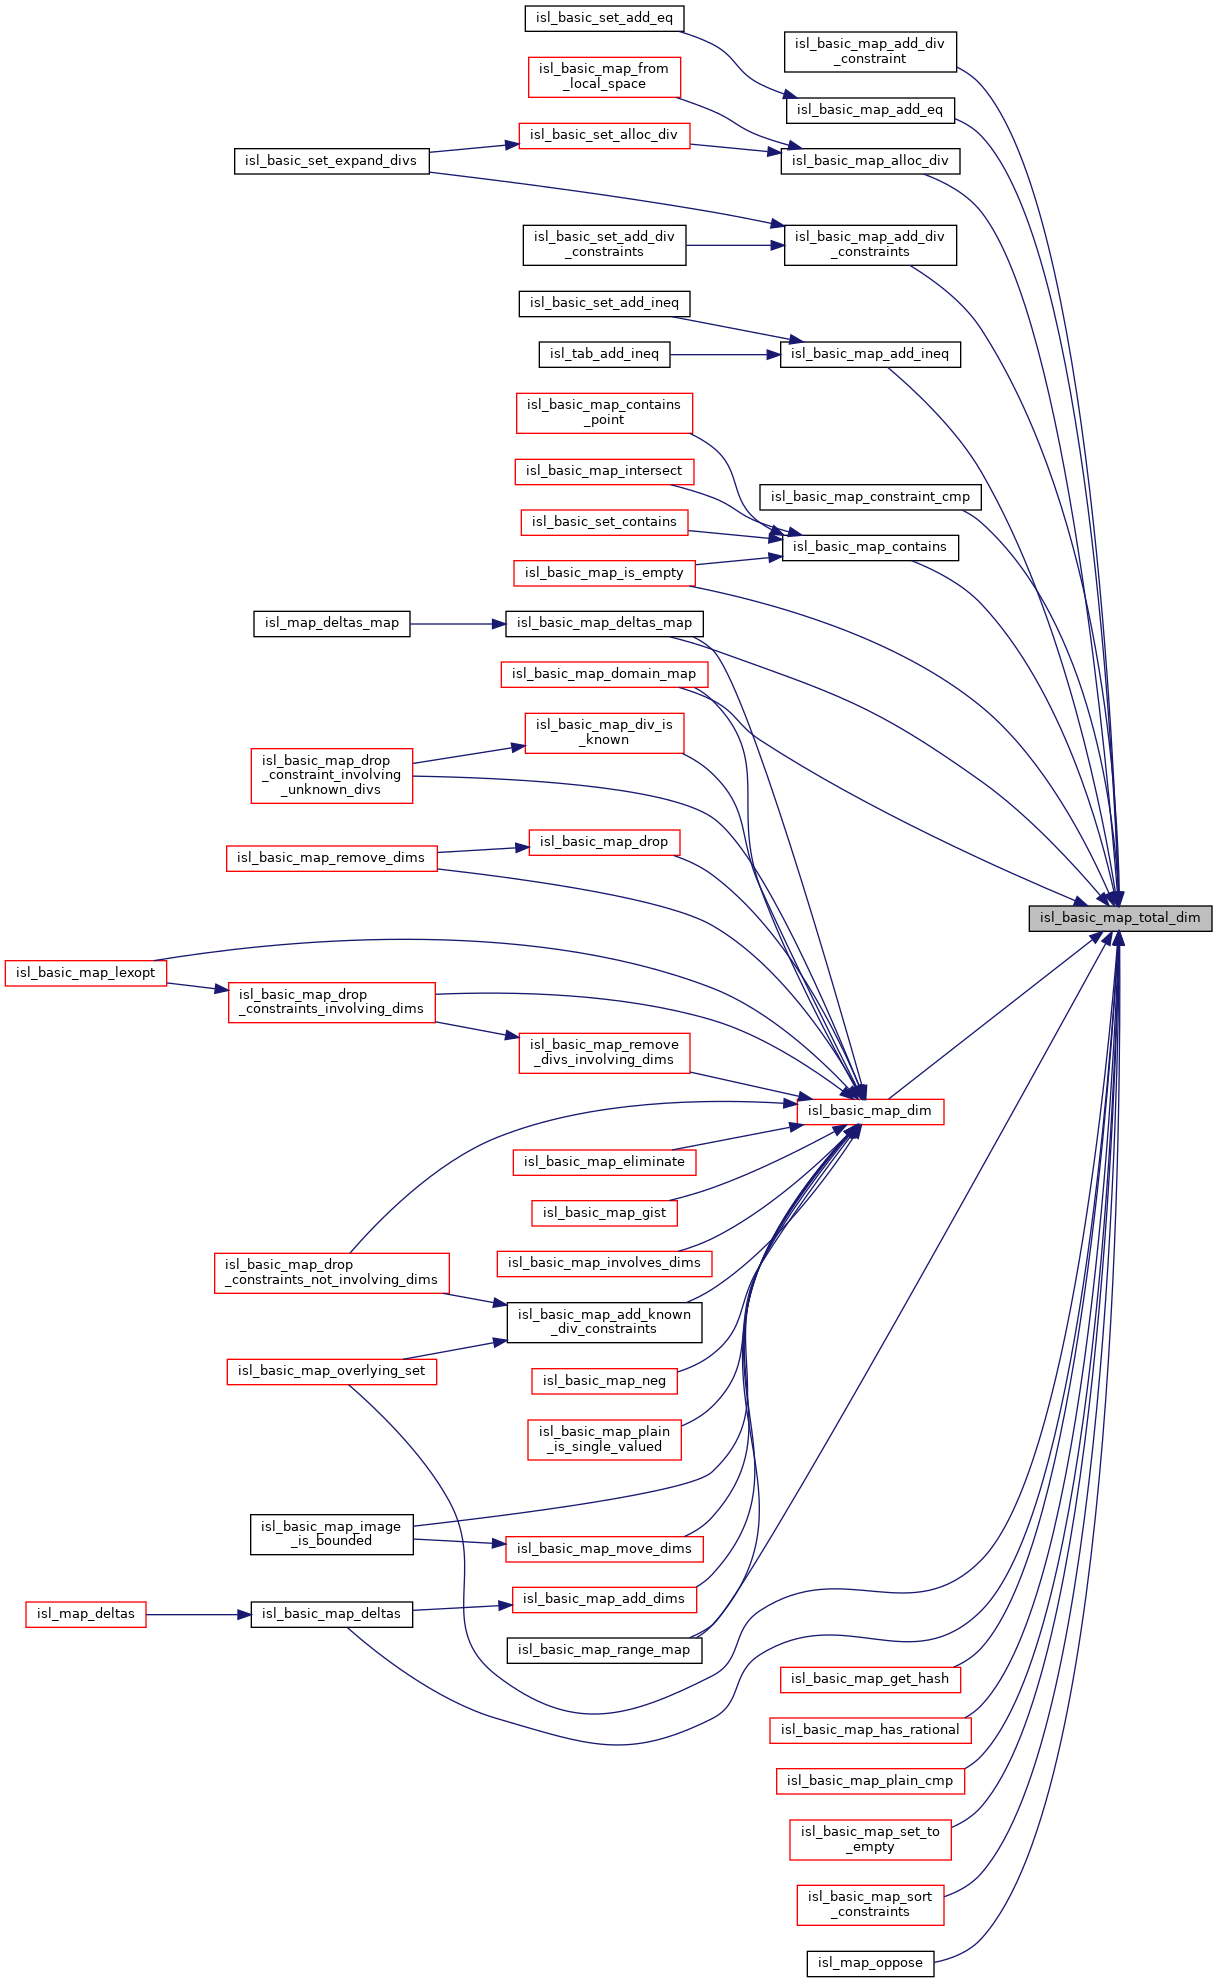 isl_basic_set_add_eq
isl_basic_map_add_div
_constraint
isl_basic_map_from
_local_space
isl_basic_map_add_eq
isl_basic_set_alloc_div
isl_basic_set_expand_divs
isl_basic_map_alloc_div
isl_basic_set_add_div
_constraints
isl_basic_map_add_div
_constraints
isl_basic_set_add_ineq
isl_tab_add_ineq
isl_basic_map_add_ineq
isl_basic_map_contains
_point
isl_basic_map_intersect
isl_basic_map_constraint_cmp
isl_basic_set_contains
isl_basic_map_contains
isl_basic_map_is_empty
isl_map_deltas_map
isl_basic_map_deltas_map
isl_basic_map_domain_map
isl_basic_map_div_is
_known
isl_basic_map_drop
_constraint_involving
_unknown_divs
isl_basic_map_drop
isl_basic_map_remove_dims
isl_basic_map_total_dim
isl_basic_map_lexopt
isl_basic_map_drop
_constraints_involving_dims
isl_basic_map_remove
_divs_involving_dims
isl_basic_map_dim
isl_basic_map_eliminate
isl_basic_map_gist
isl_basic_map_involves_dims
isl_basic_map_drop
_constraints_not_involving_dims
isl_basic_map_add_known
_div_constraints
isl_basic_map_overlying_set
isl_basic_map_neg
isl_basic_map_plain
_is_single_valued
isl_basic_map_image
_is_bounded
isl_basic_map_move_dims
isl_basic_map_add_dims
isl_map_deltas
isl_basic_map_deltas
isl_basic_map_range_map
isl_basic_map_get_hash
isl_basic_map_has_rational
isl_basic_map_plain_cmp
isl_basic_map_set_to
_empty
isl_basic_map_sort
_constraints
isl_map_oppose